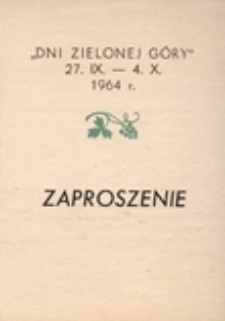 „DNI ZIELONEJ GÓRY”
27. IX. — 4. X.
1964 r.
ZAPROSZENIE